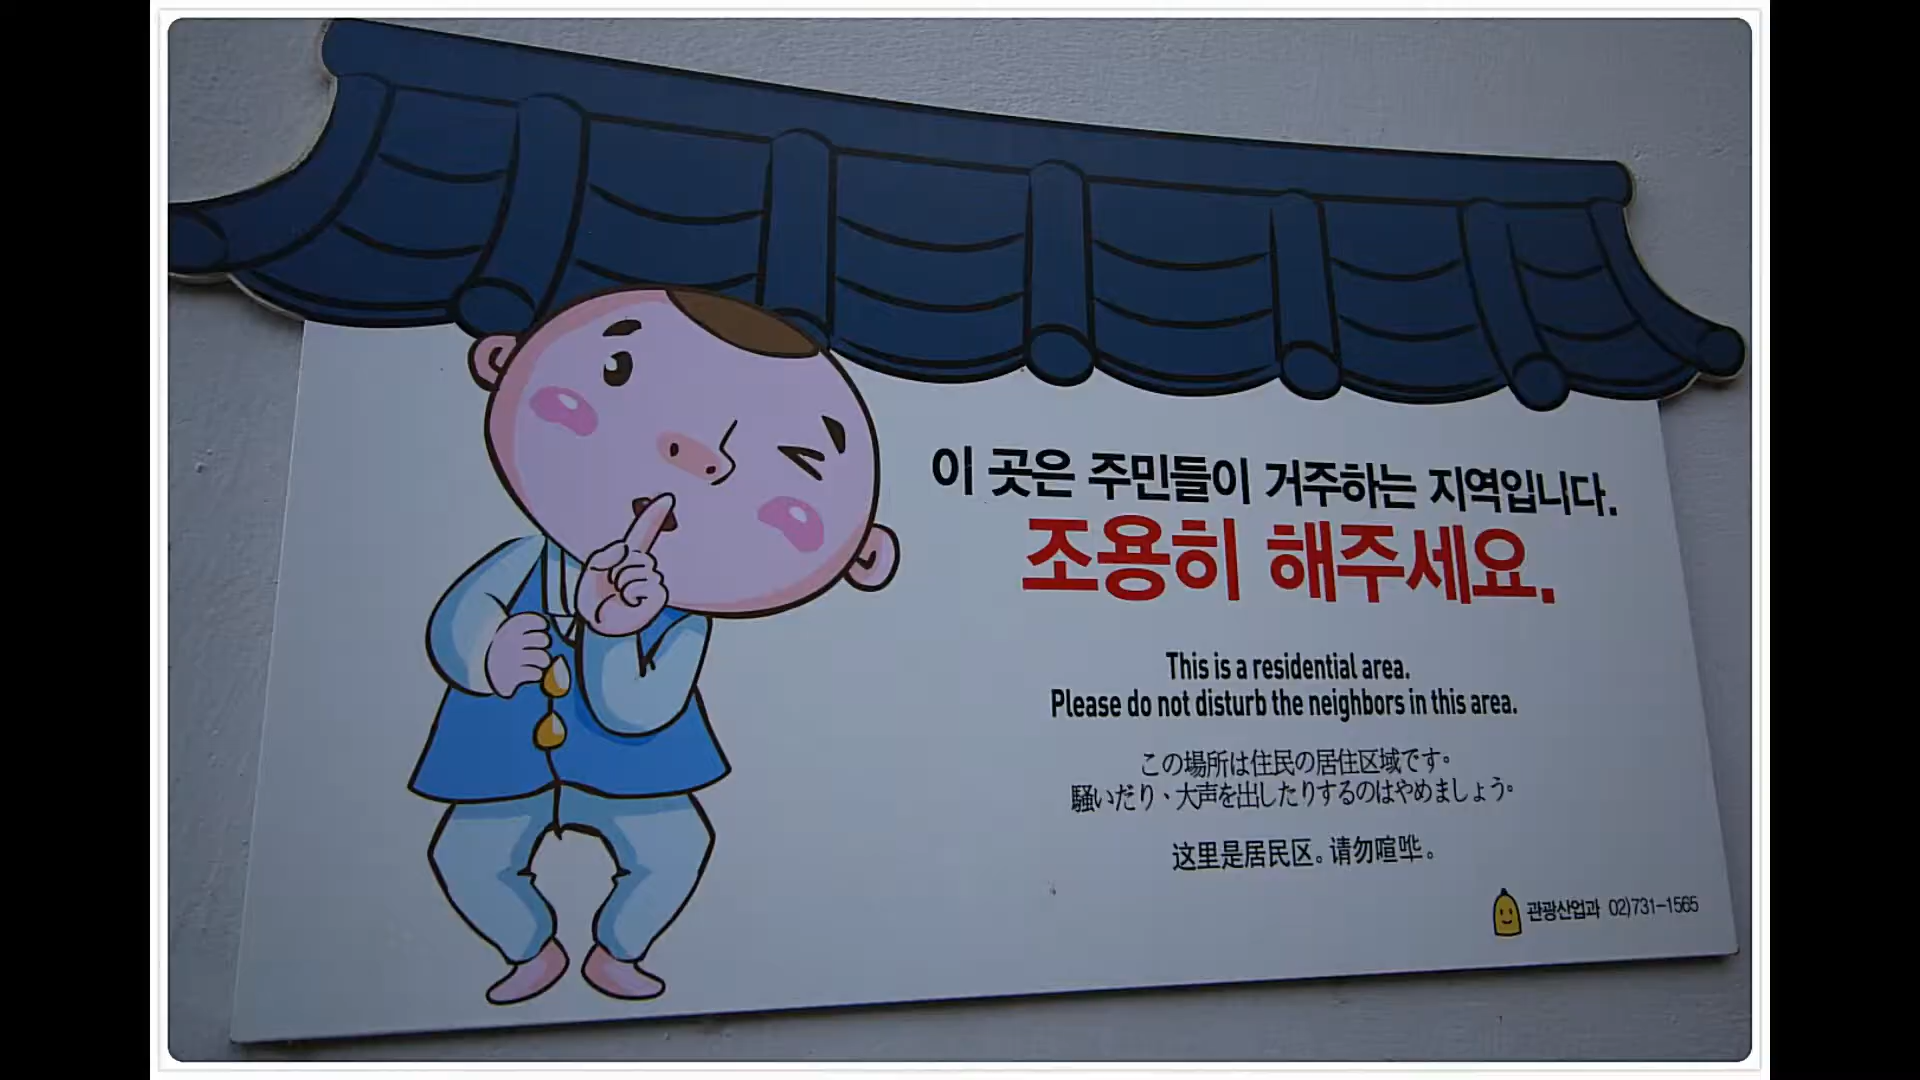 이 곳은 주민들이 거주하는 지역입니다.
조용히 해주세요.
This is a residential area.
Please do not disturb the neighbors in this area.
この場所は住民の居住区域です。
騒いだり、大声を出したりするのはやめましょう。
这里是居民区。请勿喧哗。
관광산업과 02)731-1565